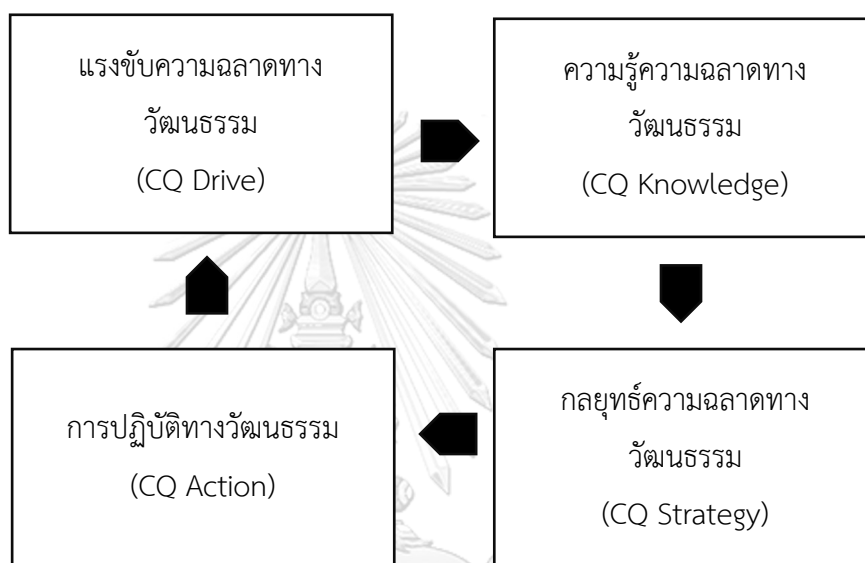 แรงขับความฉลาดทาง
วัฒนธรรม
(CQ Drive)
ความรู้ความฉลาดทาง
วัฒนธรรม
(CQ Knowledge)
การปฏิบัติทางวัฒนธรรม
(CQ Action)
กลยุทธ์ความฉลาดทาง
วัฒนธรรม
(CQ Strategy)